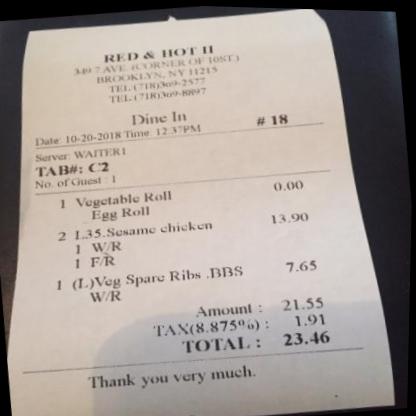 RED & HOT II
349 7 AVE. (CORNER OF 10ST.)
BROOKLYN, NY 11215
TEL (718)369-2577
TEL (718)369-8897
Dine In # 18
Date: 10-20-2018 Time: 12:37PM
Server: WAITER1
TAB#: C2
No. of Guest : 1
1 Vegetable Roll 0.00
Egg Roll
2 L35.Sesame chicken 13.90
1 W/R
1 F/R
1 (L)Veg Spare Ribs .BBS 7.65
W/R
Amount : 21.55
TAX(8.875%) : 1.91
TOTAL : 23.46
Thank you very much.